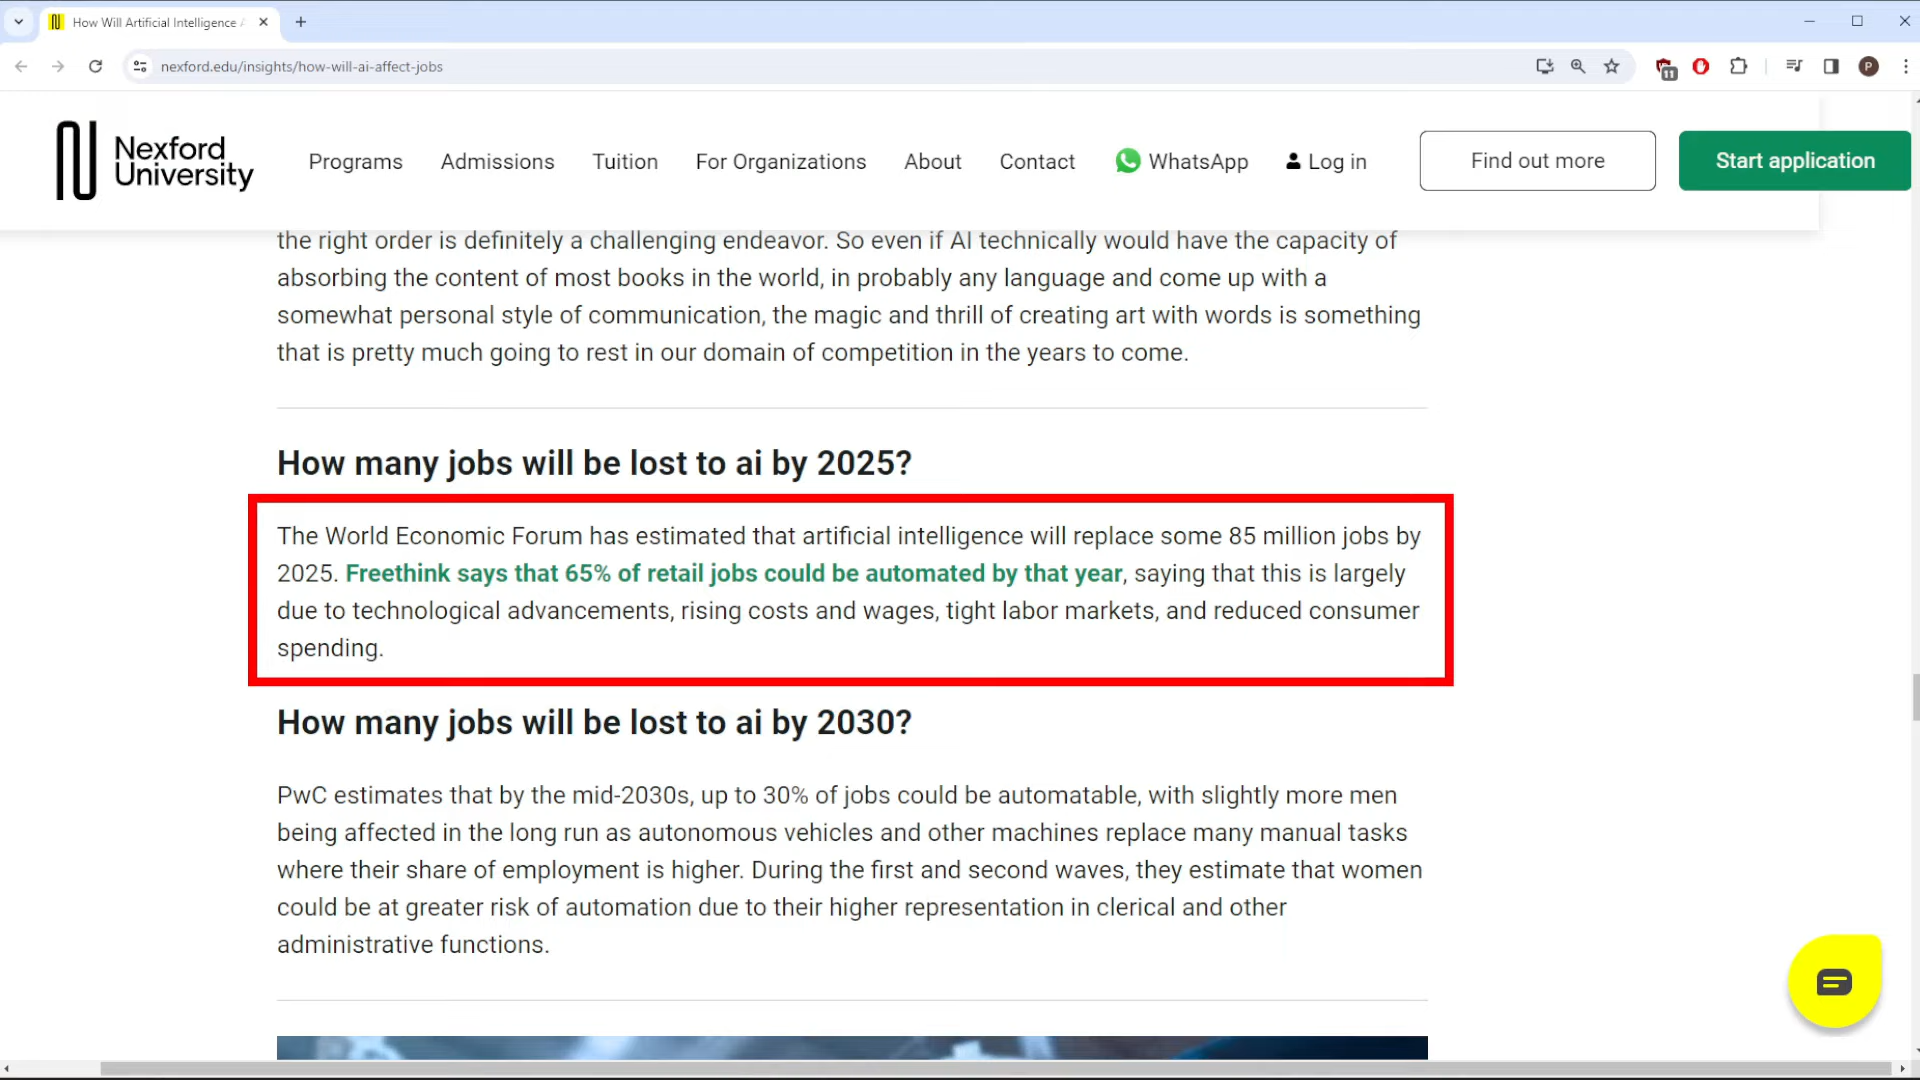 How Will Artificial Intelligence A
nexford.edu/insights/how-will-ai-affect-jobs
11
P
Nexford
University
Programs
Admissions
Tuition
For Organizations
About
Contact
WhatsApp
Log in
Find out more
Start application
the right order is definitely a challenging endeavor. So even if AI technically would have the capacity of
absorbing the content of most books in the world, in probably any language and come up with a
somewhat personal style of communication, the magic and thrill of creating art with words is something
that is pretty much going to rest in our domain of competition in the years to come.
How many jobs will be lost to ai by 2025?
The World Economic Forum has estimated that artificial intelligence will replace some 85 million jobs by
2025. Freethink says that 65% of retail jobs could be automated by that year, saying that this is largely
due to technological advancements, rising costs and wages, tight labor markets, and reduced consumer
spending.
How many jobs will be lost to ai by 2030?
PwC estimates that by the mid-2030s, up to 30% of jobs could be automatable, with slightly more men
being affected in the long run as autonomous vehicles and other machines replace many manual tasks
where their share of employment is higher. During the first and second waves, they estimate that women
could be at greater risk of automation due to their higher representation in clerical and other
administrative functions.